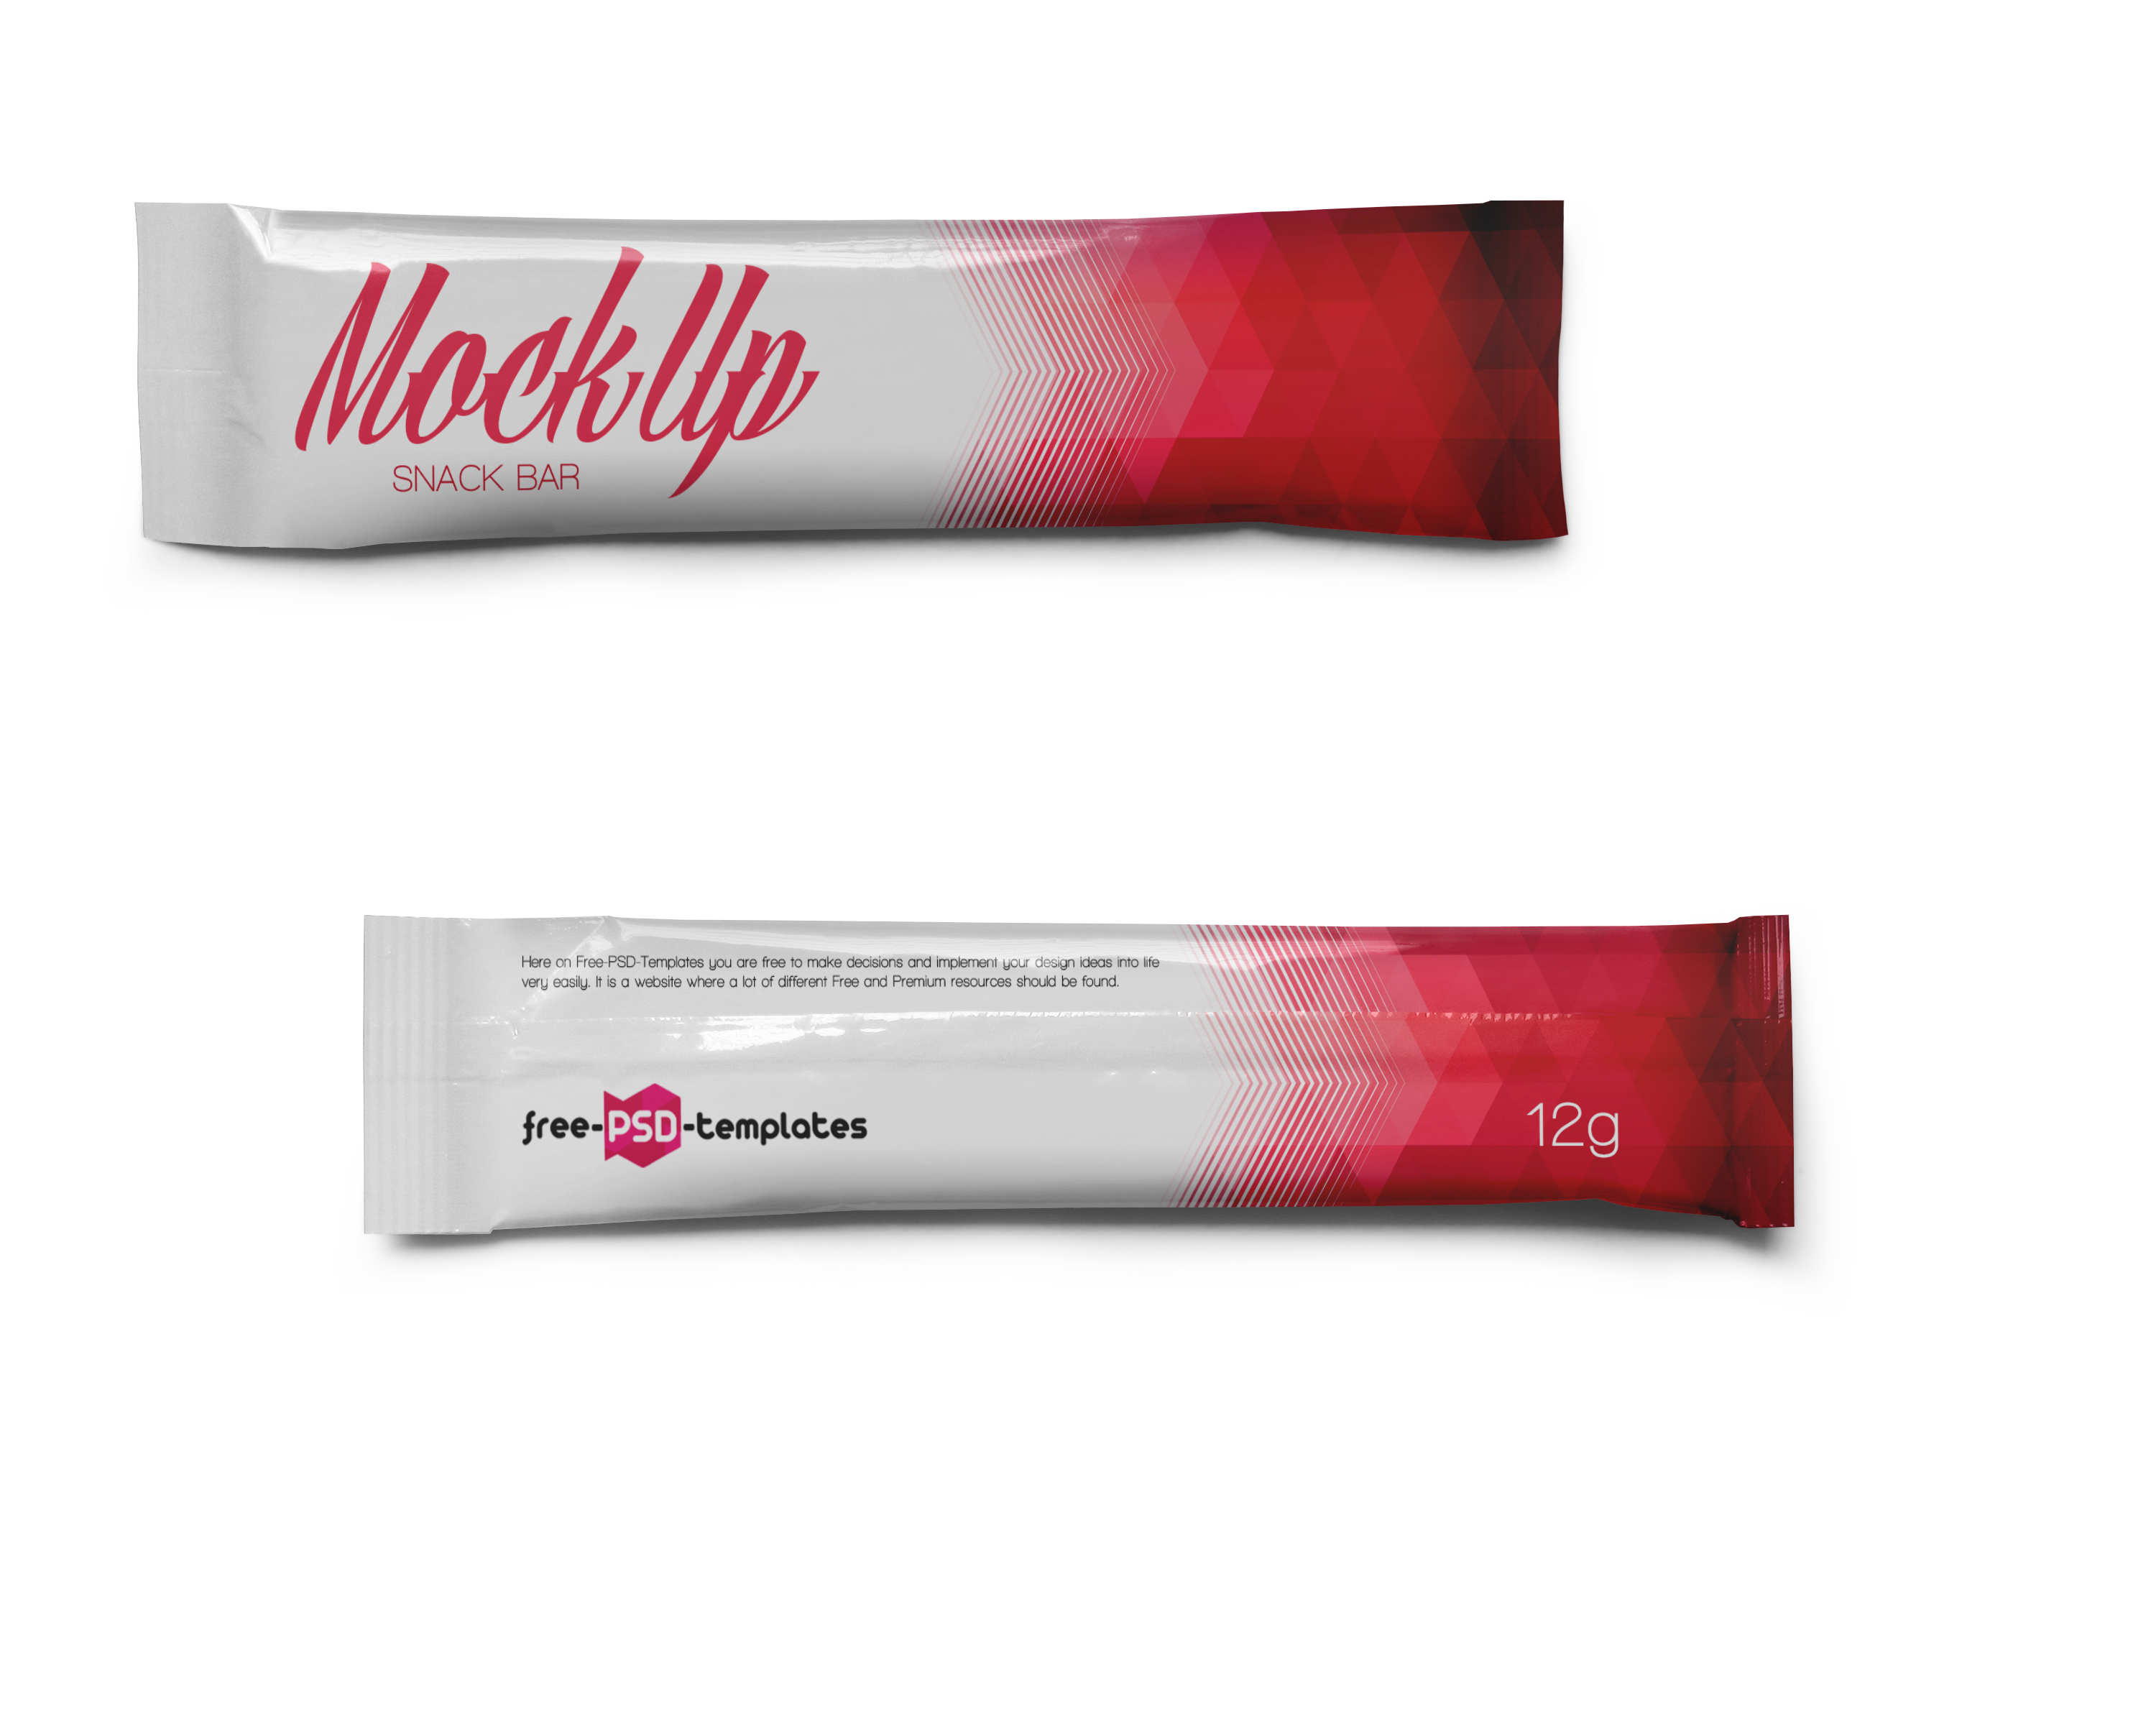 MockUp
SNACK BAR
Here on Free-PSD-Templates you are free to make decisions and implement your design ideas into life
very easily. It is a website where a lot of different Free and Premium resources should be found.
free-PSD-templates
12g